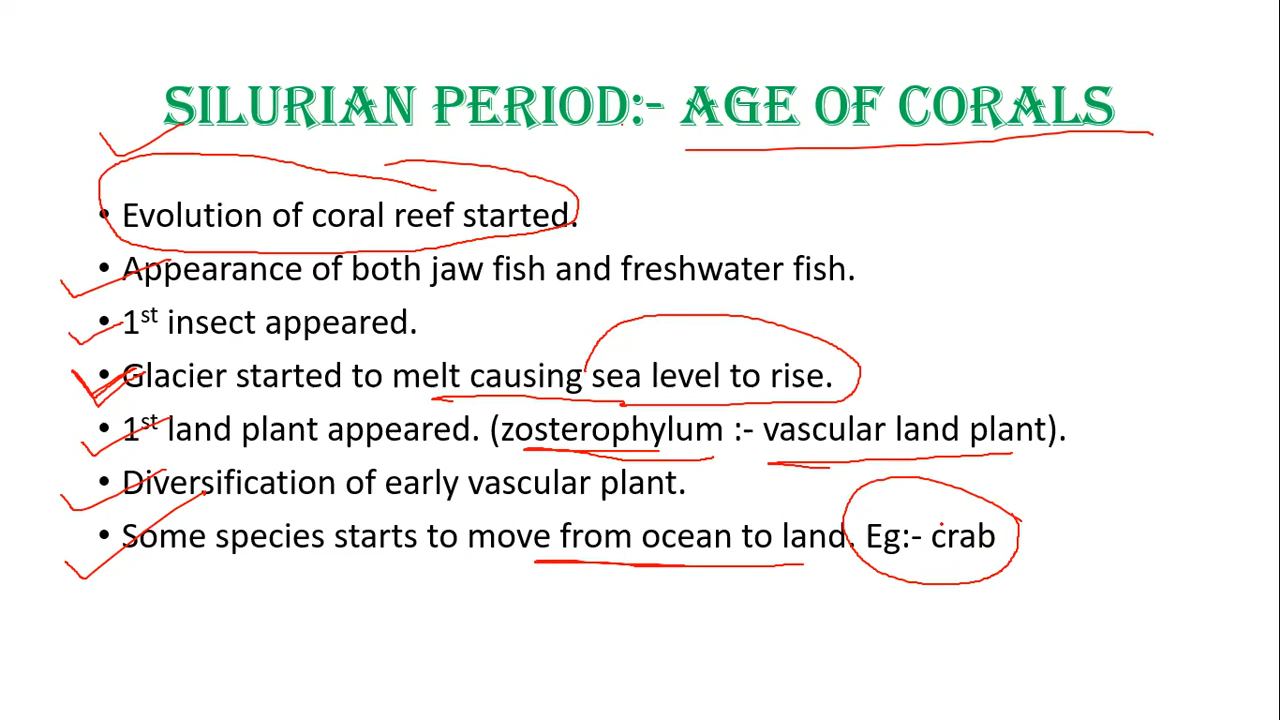 SILURIAN PERIOD:- AGE OF CORALS
• Evolution of coral reef started.
• Appearance of both jaw fish and freshwater fish.
• 1st insect appeared.
• Glacier started to melt causing sea level to rise.
• 1st land plant appeared. (zosterophylum :- vascular land plant).
• Diversification of early vascular plant.
• Some species starts to move from ocean to land. Eg:- crab